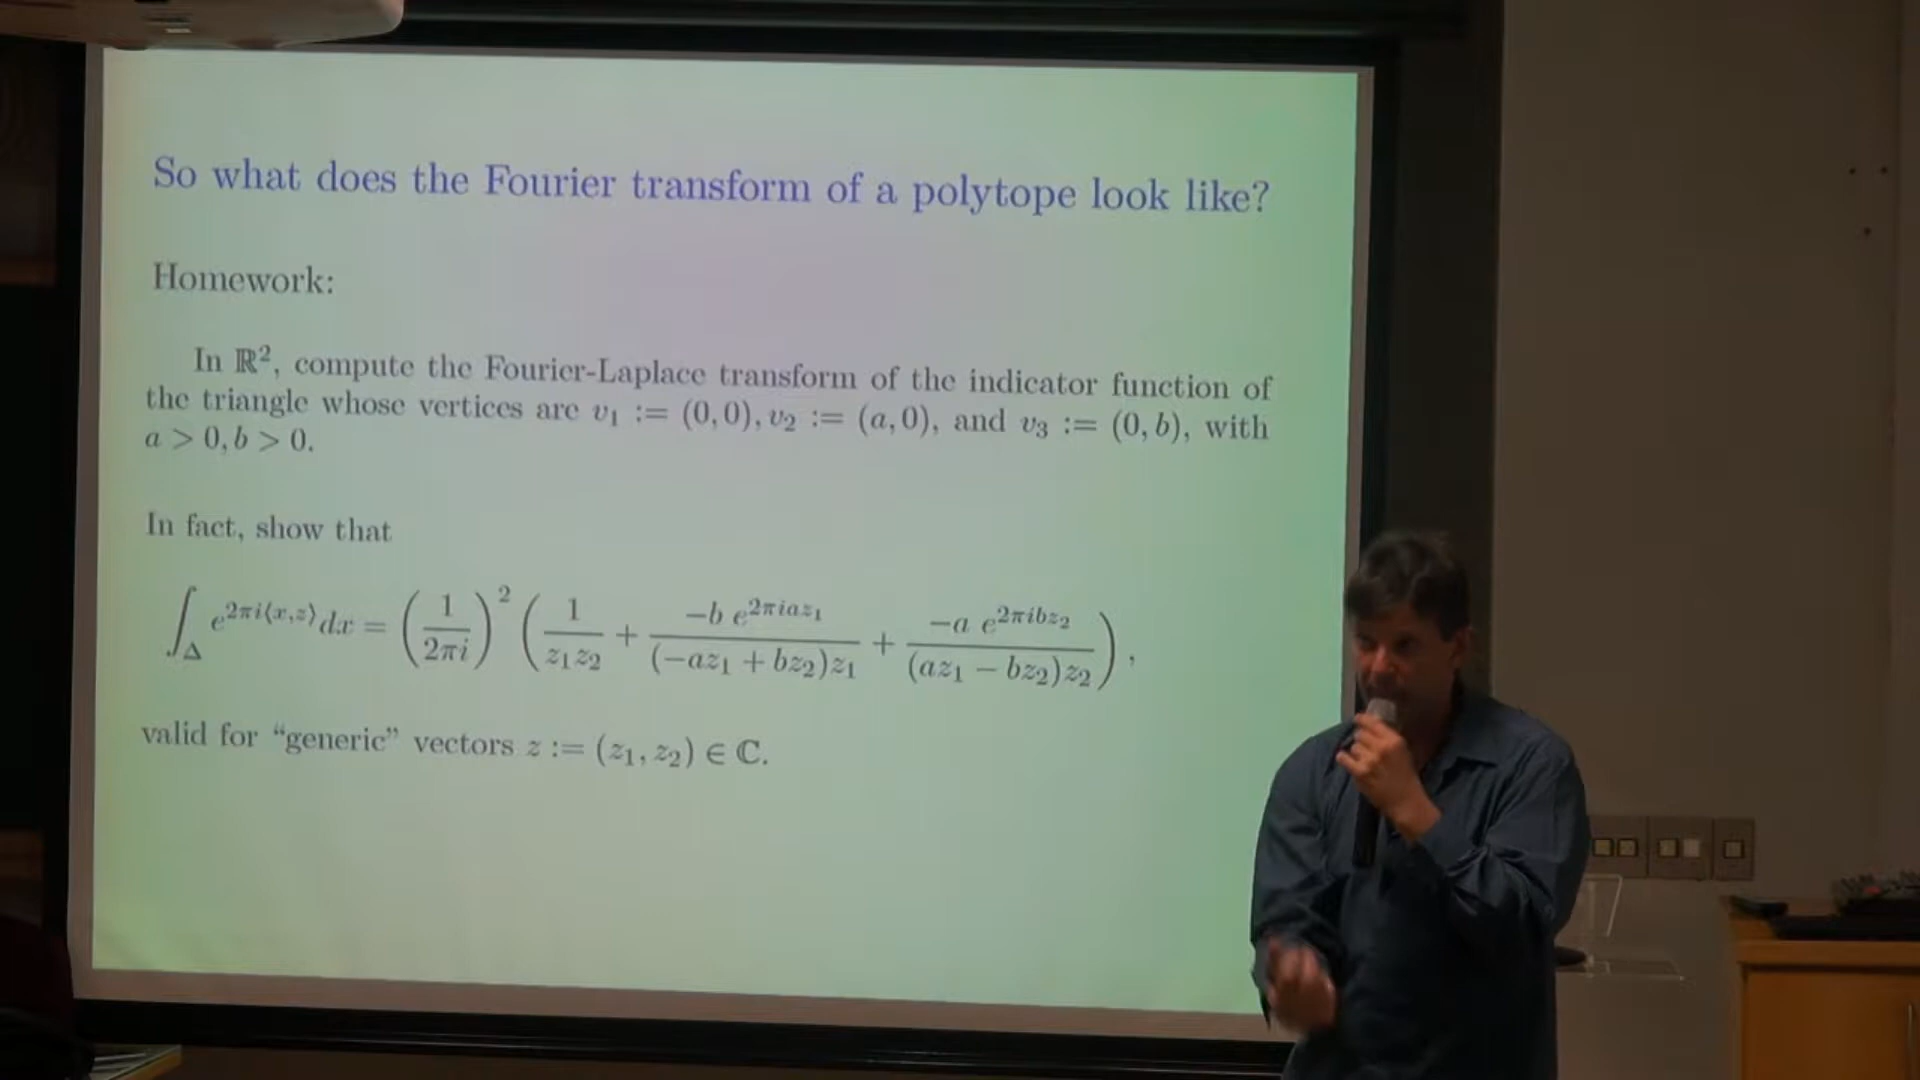 So what does the Fourier transform of a polytope look like?
Homework:
In ℝ², compute the Fourier-Laplace transform of the indicator function of
the triangle whose vertices are v₁ := (0, 0), v₂ := (a, 0), and v₃ := (0, b), with
a > 0, b > 0.
In fact, show that
∫_Δ e^{2πi⟨x,z⟩} dx = (1/(2πi))² (1/(z₁z₂) + (−b e^{2πiaz₁})/((−az₁ + bz₂)z₁) + (−a e^{2πibz₂})/((az₁ − bz₂)z₂)),
valid for “generic” vectors z := (z₁, z₂) ∈ ℂ.